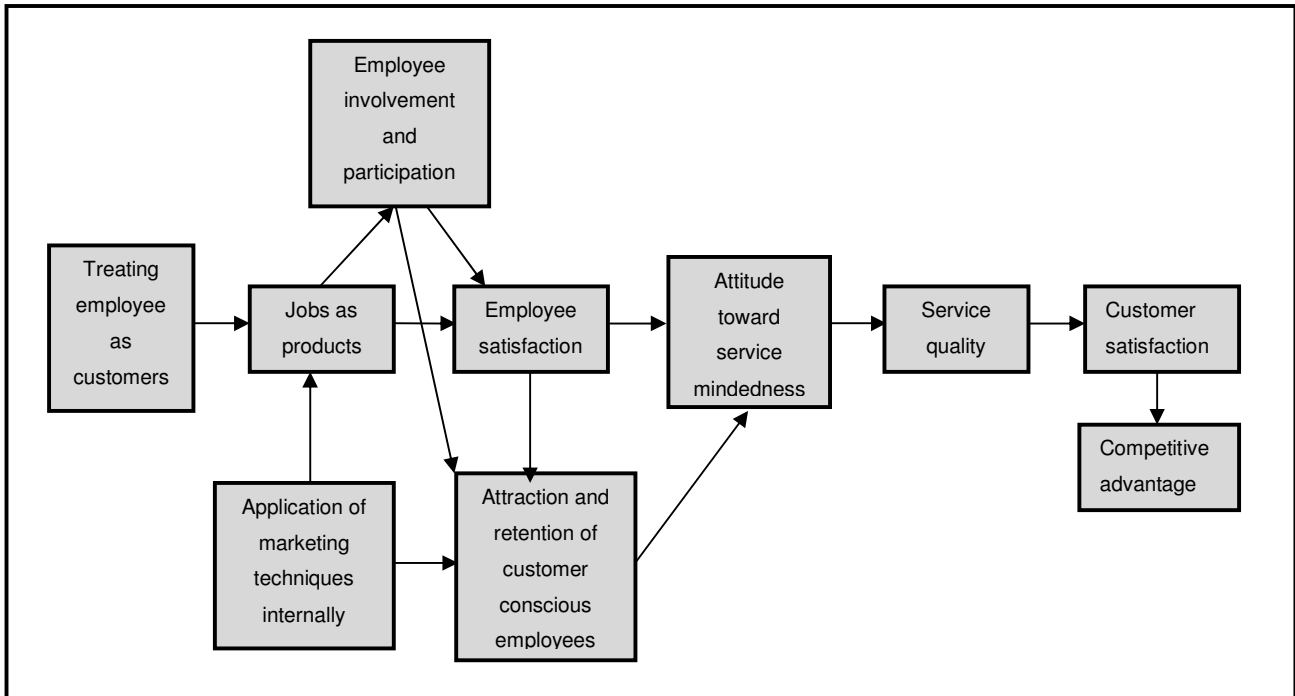 Employee
involvement
and
participation
Treating
employee
as
customers
Jobs as
products
Employee
satisfaction
Attitude
toward
service
mindedness
Service
quality
Customer
satisfaction
Competitive
advantage
Application of
marketing
techniques
internally
Attraction and
retention of
customer
conscious
employees